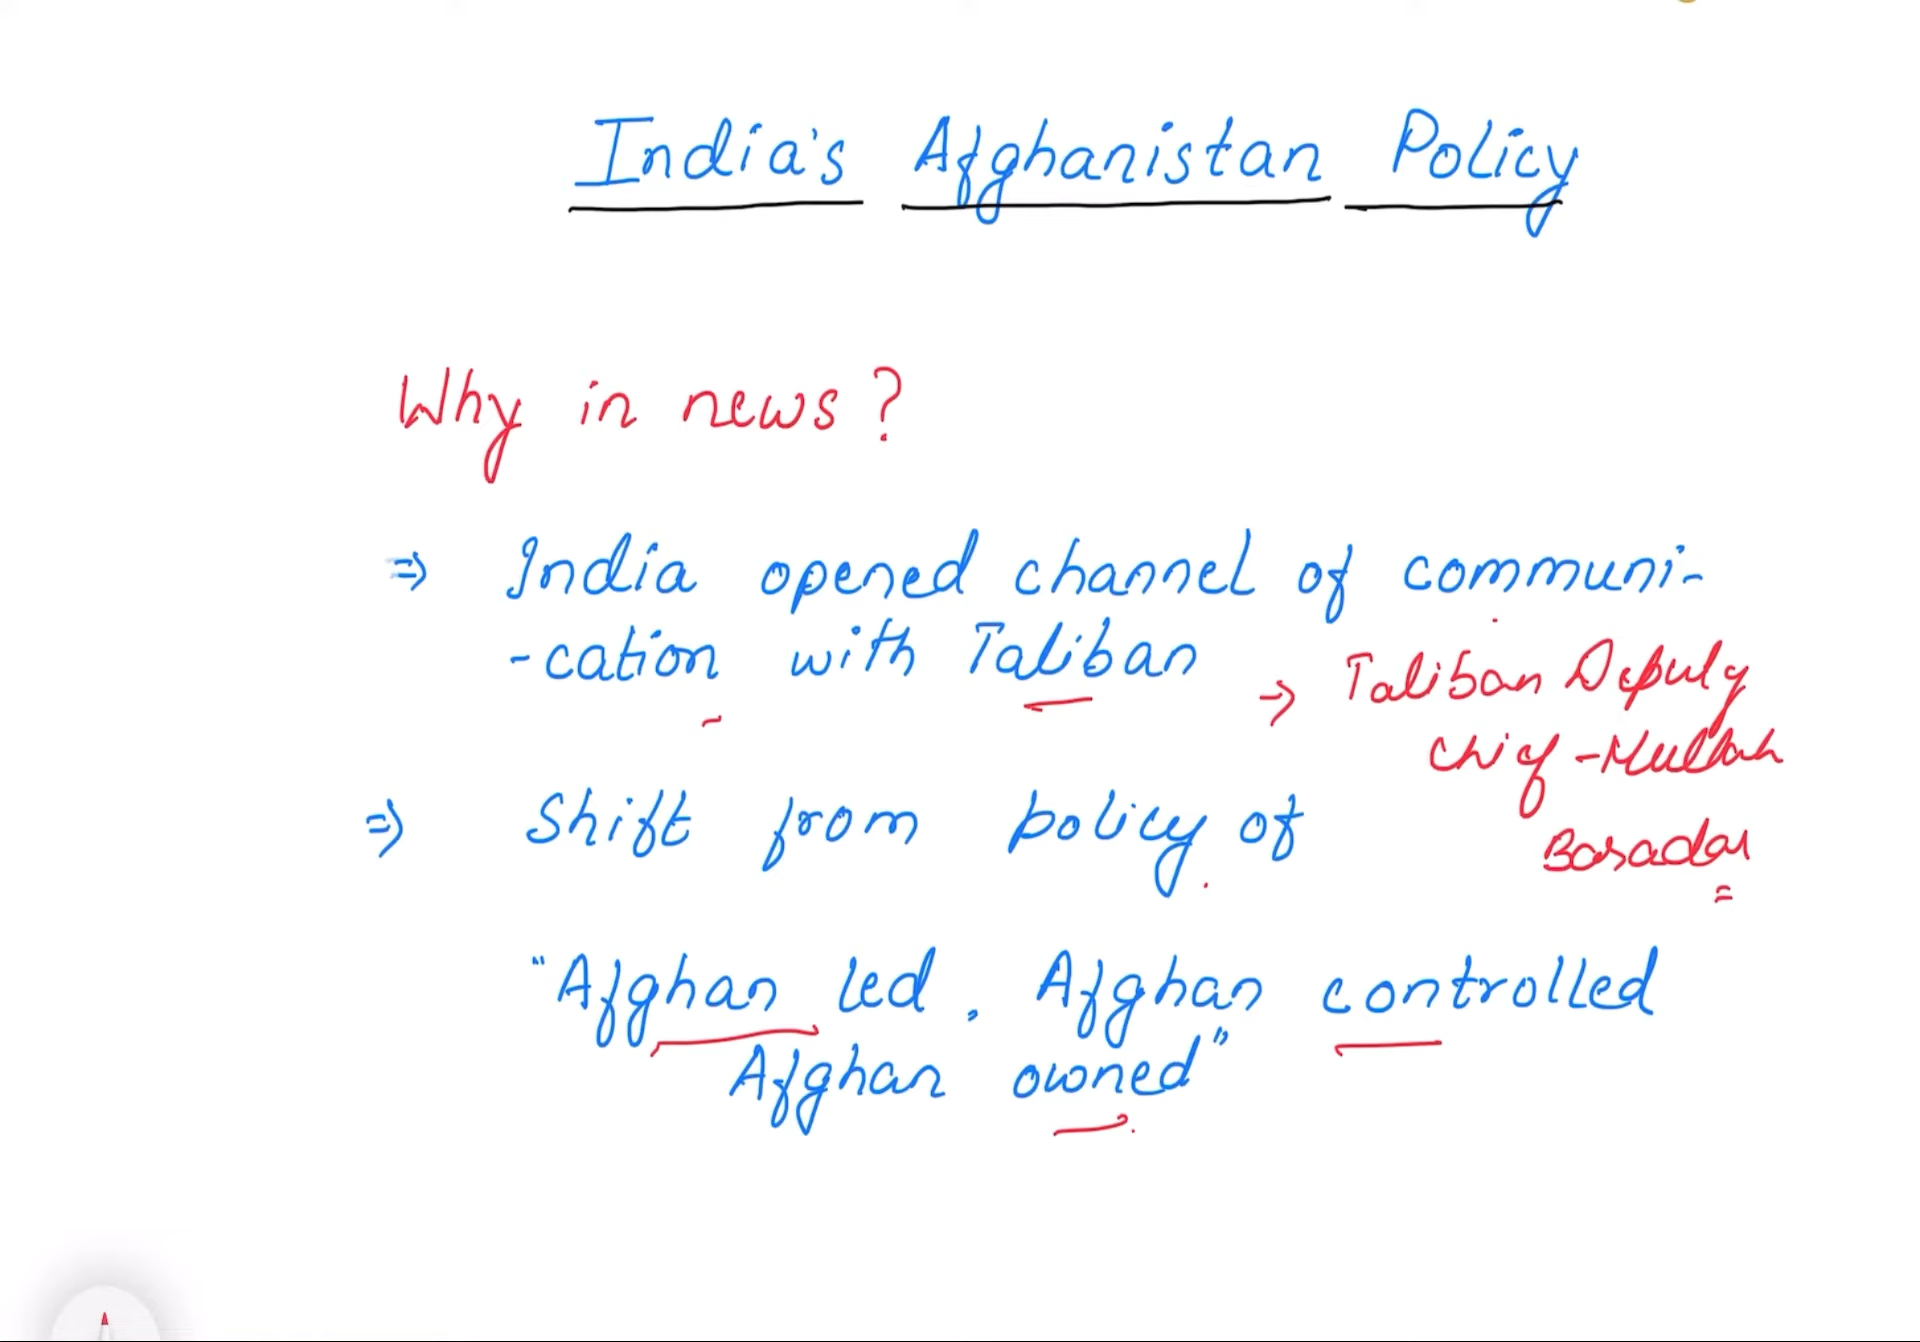 India's Afghanistan Policy
Why in news?
⇒ India opened channel of communi-
-cation with Taliban
→ Taliban Deputy
Chief - Mullah
Baradar
⇒ Shift from policy of
"Afghan led, Afghan controlled
Afghan owned"